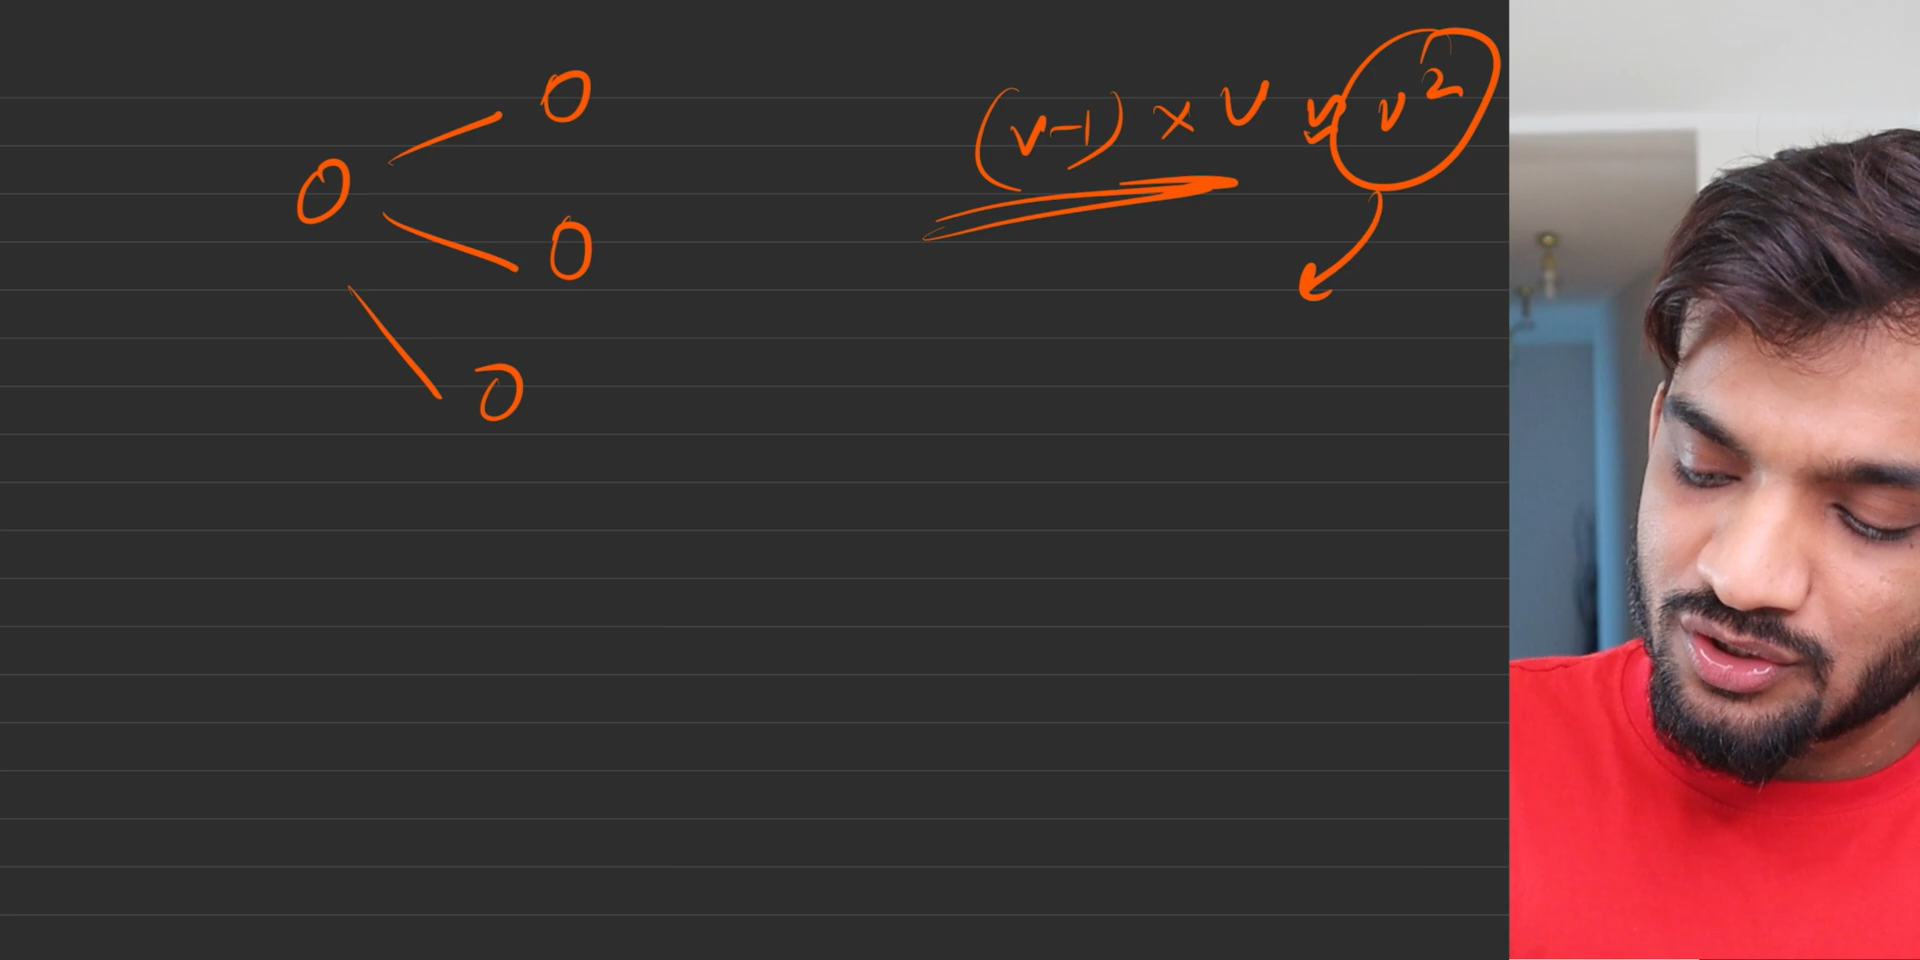 (v-1) x v ≈ v²